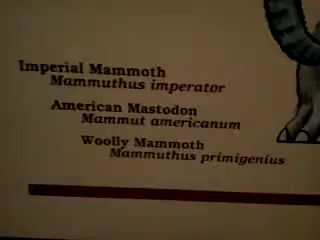 Imperial Mammoth
Mammuthus imperator
American Mastodon
Mammut americanum
Woolly Mammoth
Mammuthus primigenius